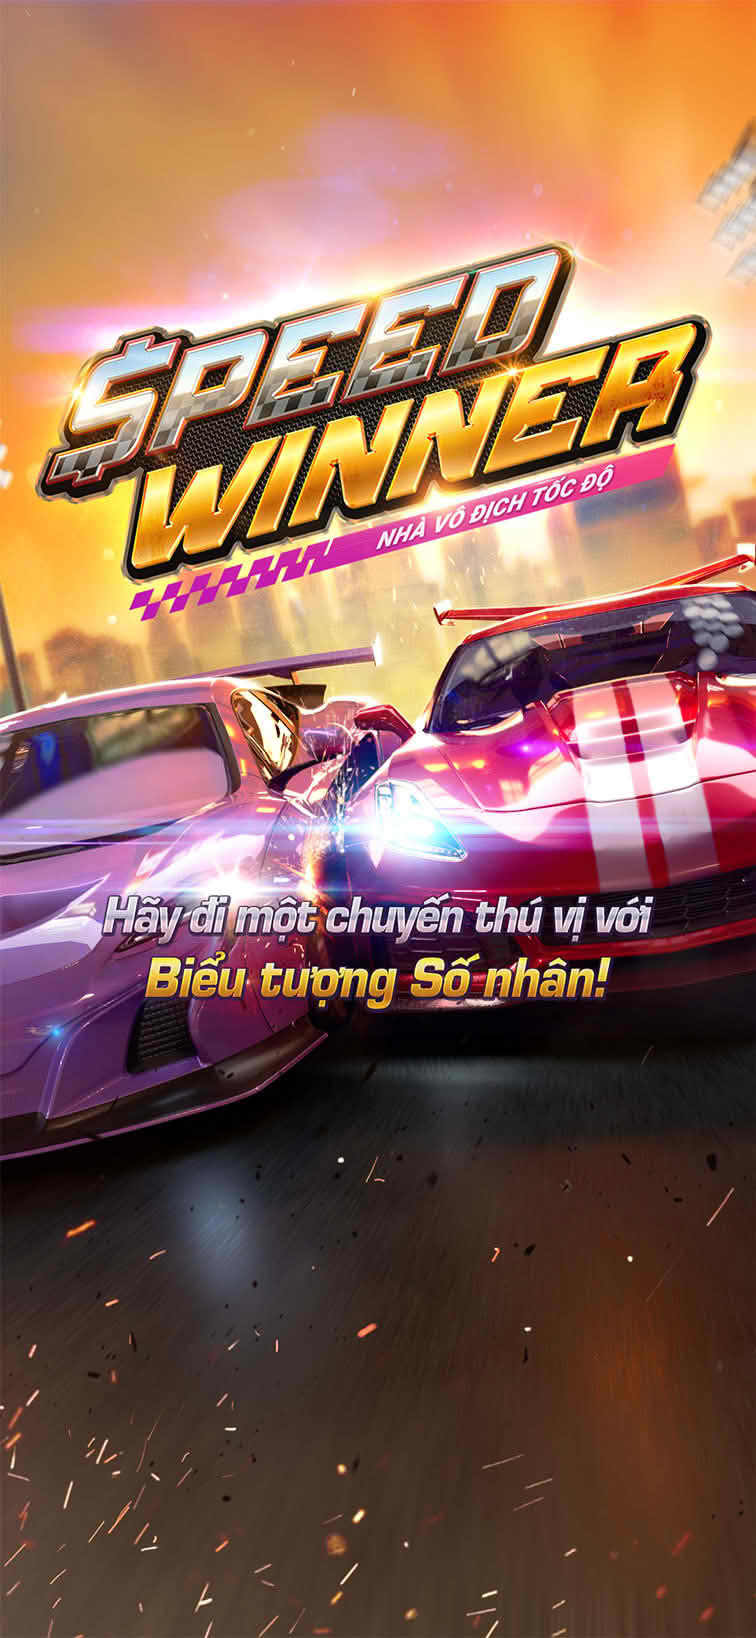 $PEED
WINNER
NHÀ VÔ ĐỊCH TỐC ĐỘ
Hãy đi một chuyến thú vị với
Biểu tượng Số nhân!